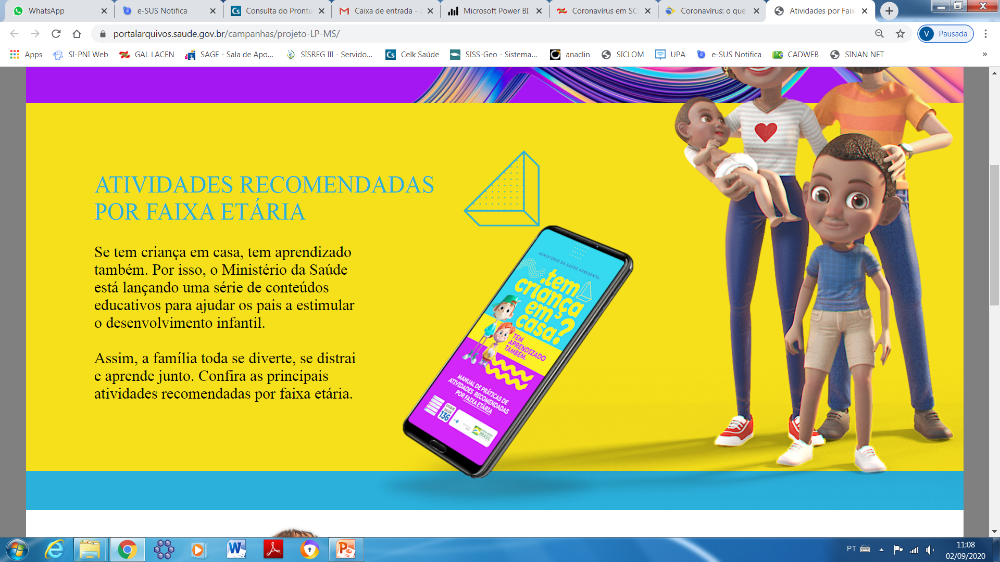 WhatsApp
e-SUS Notifica
Consulta do Prontu
Caixa de entrada -
Microsoft Power BI
Coronavírus em SC
Coronavírus: o que
Atividades por Faix
portalarquivos.saude.gov.br/campanhas/projeto-LP-MS/
V Pausada
Apps
SI-PNI Web
GAL LACEN
SAGE - Sala de Apo...
SISREG III - Servido...
Cs Celk Saúde
SISS-Geo - Sistema...
anaclin
SICLOM
UPA
e-SUS Notifica
CADWEB
SINAN NET
»
ATIVIDADES RECOMENDADAS
POR FAIXA ETÁRIA
Se tem criança em casa, tem aprendizado
também. Por isso, o Ministério da Saúde
está lançando uma série de conteúdos
educativos para ajudar os pais a estimular
o desenvolvimento infantil.
Assim, a família toda se diverte, se distrai
e aprende junto. Confira as principais
atividades recomendadas por faixa etária.
MINISTÉRIO DA SAÚDE APRESENTA:
.tem
criança
em
casa?
TEM
APRENDIZADO
TAMBÉM.
MANUAL DE PRÁTICAS DE
ATIVIDADES RECOMENDADAS
POR FAIXA ETÁRIA
DISQUE
SAÚDE
136
BRASIL
PT
11:08
02/09/2020